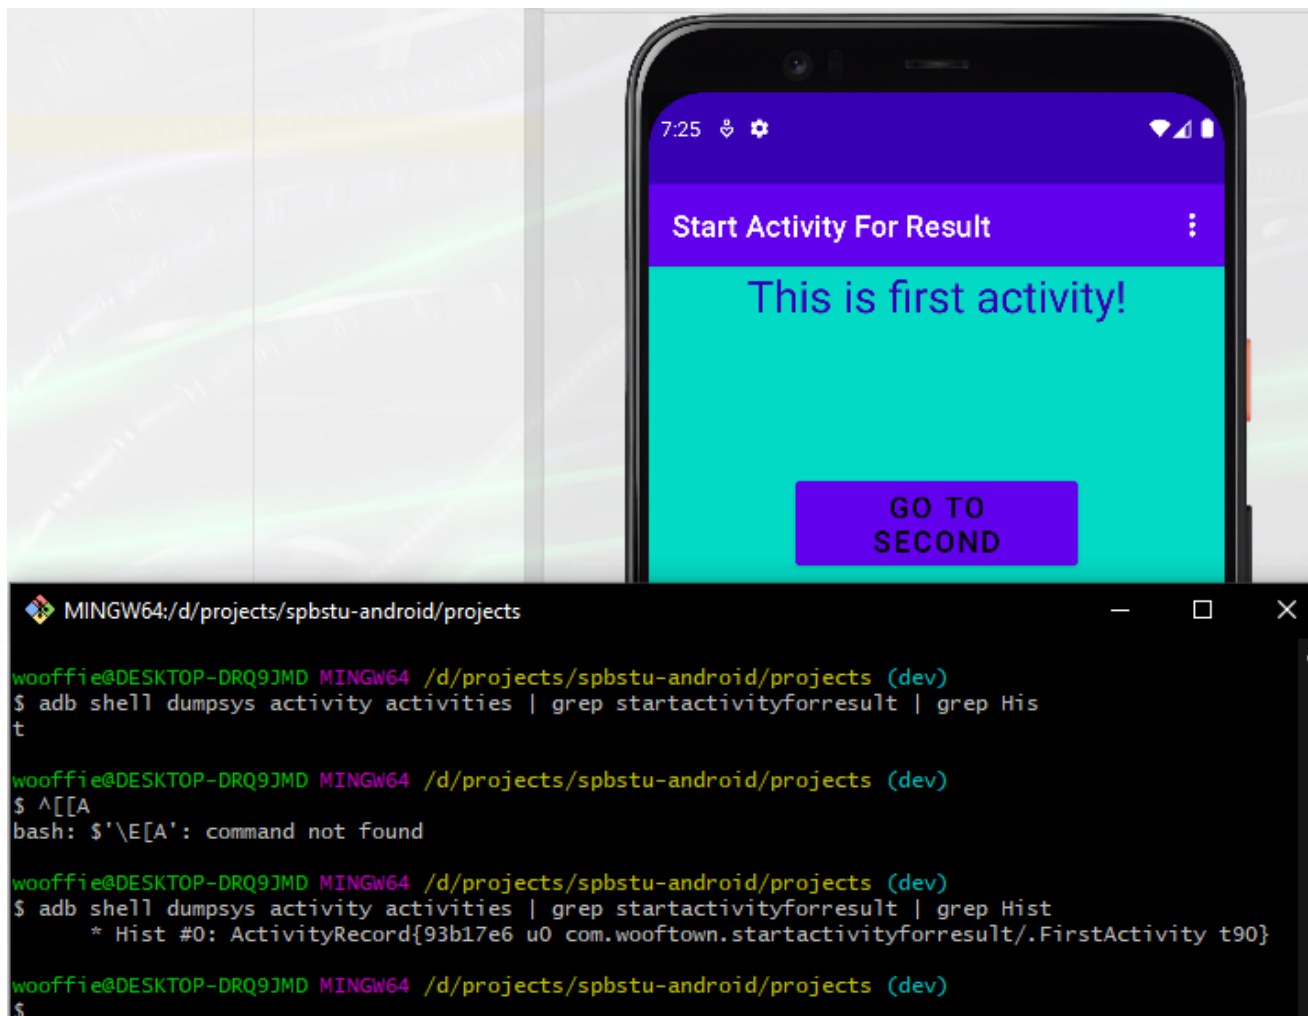 7:25
Start Activity For Result
This is first activity!
GO TO
SECOND
MINGW64:/d/projects/spbstu-android/projects
wooffie@DESKTOP-DRQ9JMD MINGW64 /d/projects/spbstu-android/projects (dev)
$ adb shell dumpsys activity activities | grep startactivityforresult | grep His
t
wooffie@DESKTOP-DRQ9JMD MINGW64 /d/projects/spbstu-android/projects (dev)
$ ^[[A
bash: $'\E[A': command not found
wooffie@DESKTOP-DRQ9JMD MINGW64 /d/projects/spbstu-android/projects (dev)
$ adb shell dumpsys activity activities | grep startactivityforresult | grep Hist
* Hist #0: ActivityRecord{93b17e6 u0 com.wooftown.startactivityforresult/.FirstActivity t90}
wooffie@DESKTOP-DRQ9JMD MINGW64 /d/projects/spbstu-android/projects (dev)
$